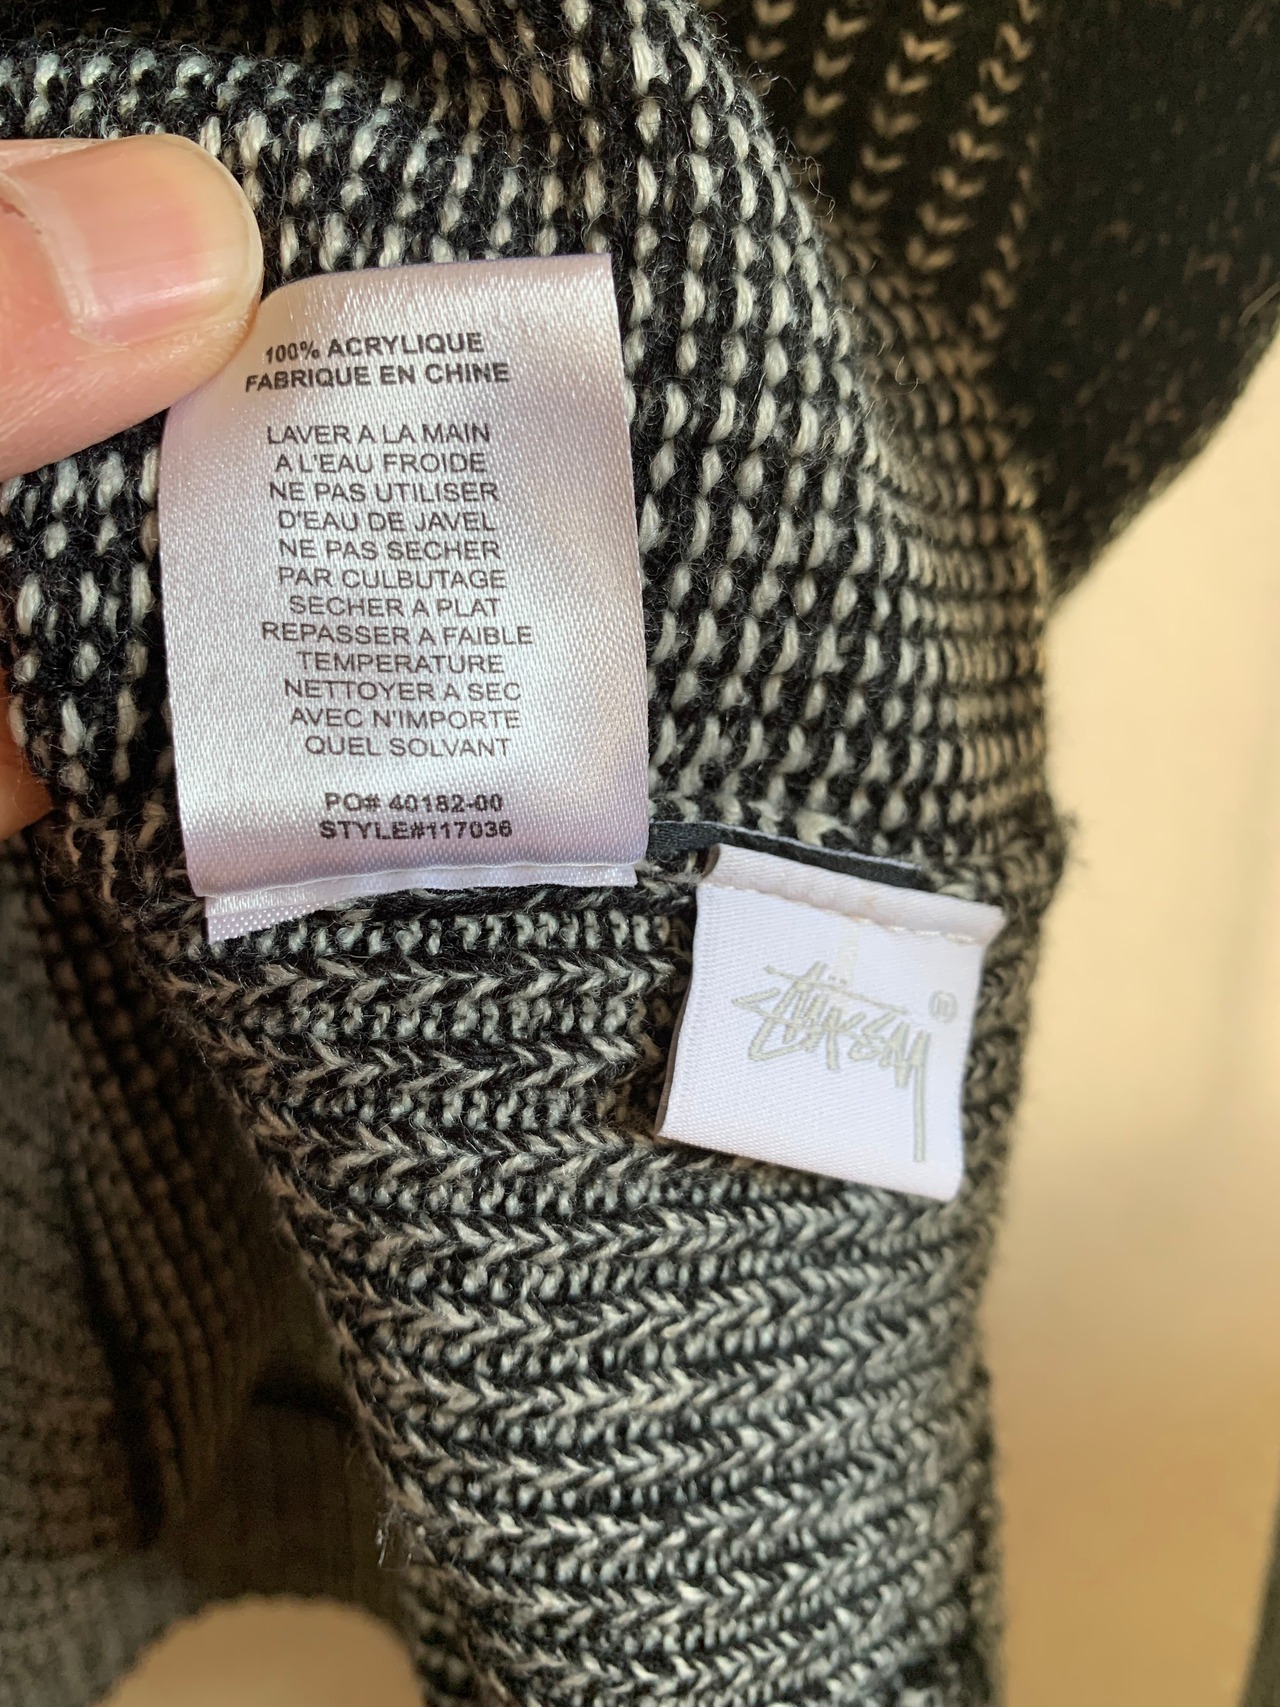 100% ACRYLIQUE
FABRIQUE EN CHINE
LAVER A LA MAIN
A L'EAU FROIDE
NE PAS UTILISER
D'EAU DE JAVEL
NE PAS SECHER
PAR CULBUTAGE
SECHER A PLAT
REPASSER A FAIBLE
TEMPERATURE
NETTOYER A SEC
AVEC N'IMPORTE
QUEL SOLVANT
PO# 40182-00
STYLE#117036
STÜSSY ®